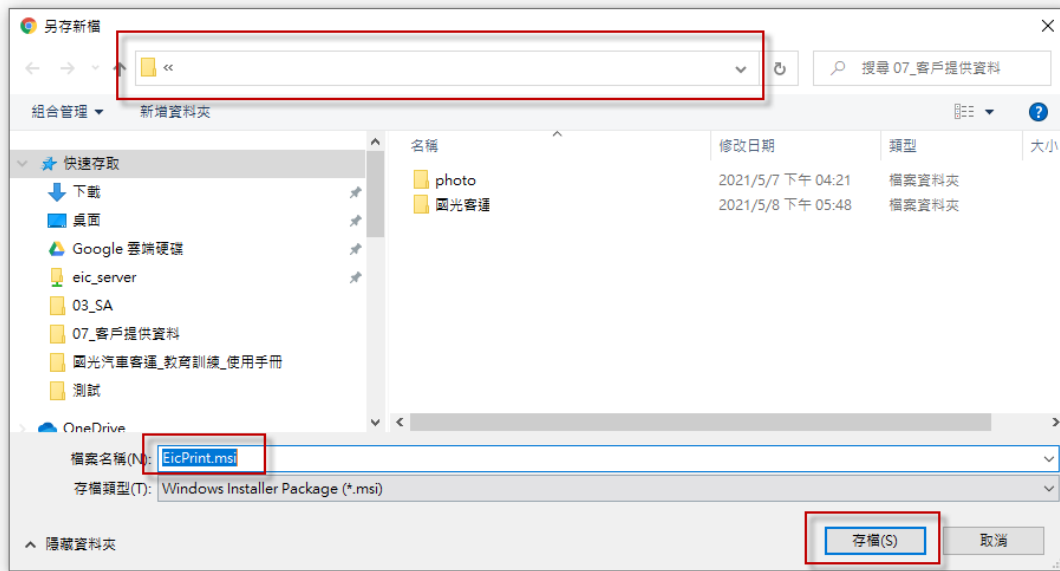 另存新檔
«
搜尋 07_客戶提供資料
組合管理
新增資料夾
名稱
修改日期
類型
大小
快速存取
下載
桌面
Google 雲端硬碟
eic_server
03_SA
07_客戶提供資料
國光汽車客運_教育訓練_使用手冊
測試
OneDrive
photo
2021/5/7 下午 04:21
檔案資料夾
國光客運
2021/5/8 下午 05:48
檔案資料夾
檔案名稱(N):
EicPrint.msi
存檔類型(T):
Windows Installer Package (*.msi)
隱藏資料夾
存檔(S)
取消